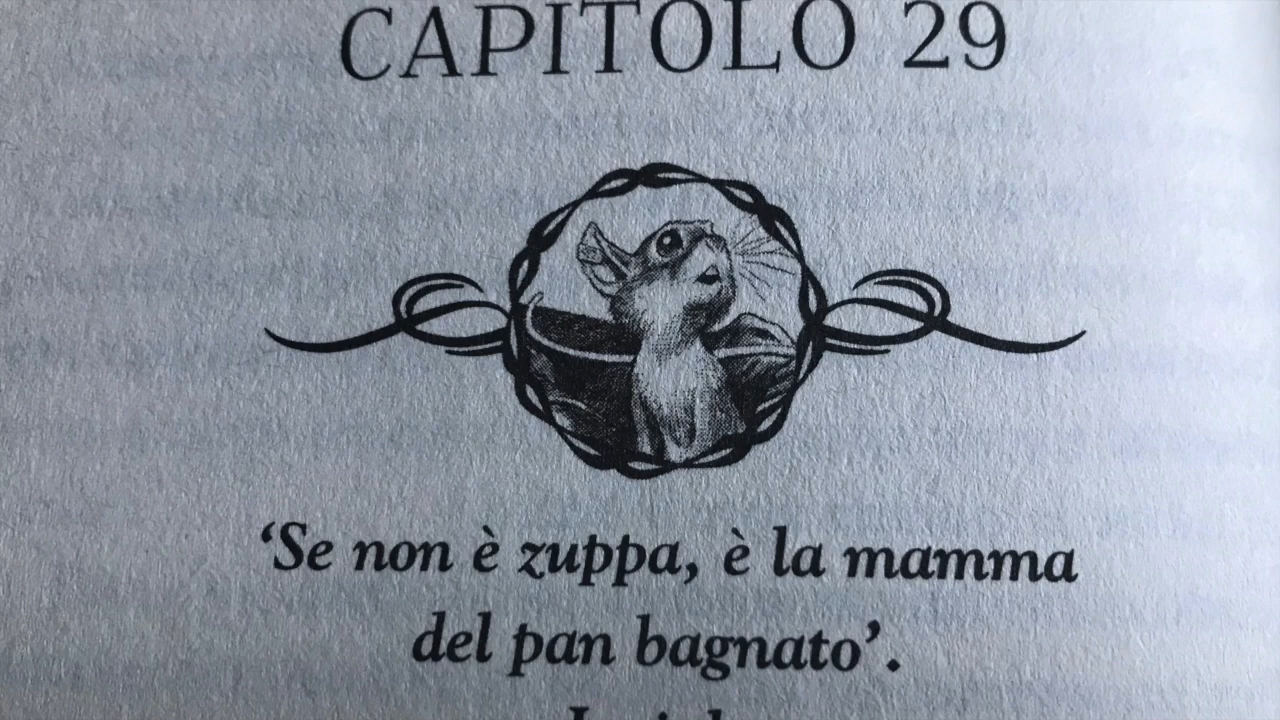 CAPITOLO 29
‘Se non è zuppa, è la mamma
del pan bagnato’.